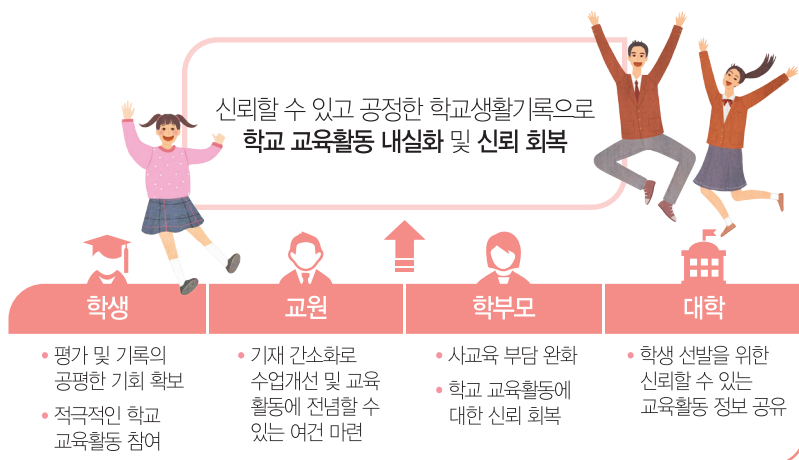 신뢰할 수 있고 공정한 학교생활기록으로
학교 교육활동 내실화 및 신뢰 회복
학생
• 평가 및 기록의
공평한 기회 확보
• 적극적인 학교
교육활동 참여
교원
• 기재 간소화로
수업개선 및 교육
활동에 전념할 수
있는 여건 마련
학부모
• 사교육 부담 완화
• 학교 교육활동에
대한 신뢰 회복
대학
• 학생 선발을 위한
신뢰할 수 있는
교육활동 정보 공유